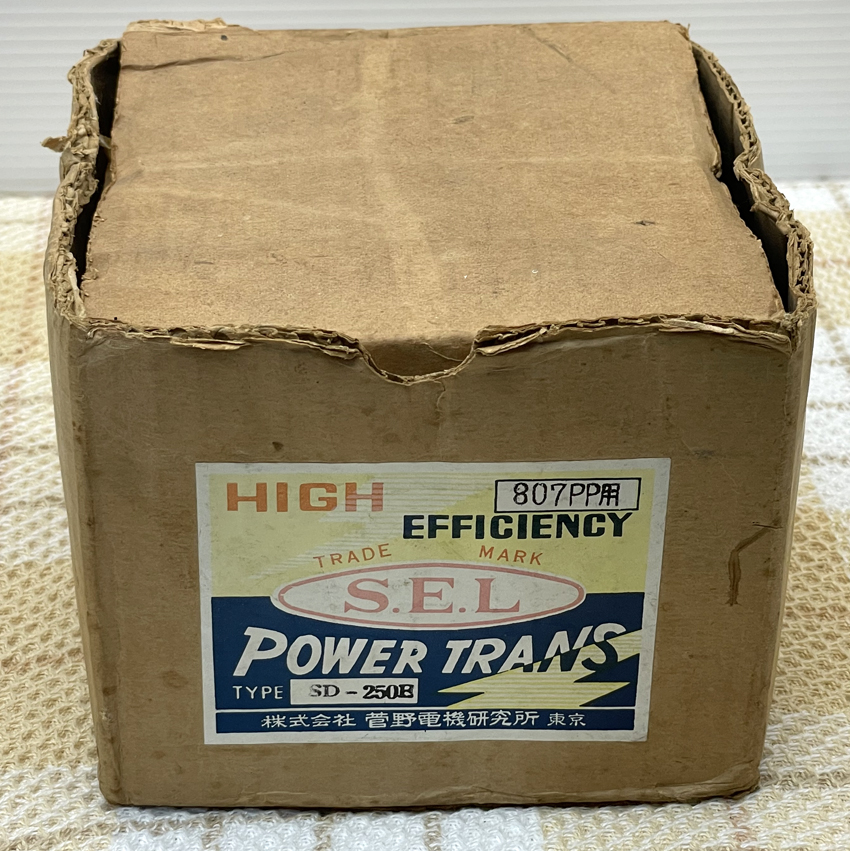 HIGH
807PP用
EFFICIENCY
TRADE MARK
S.E.L
POWER TRANS
TYPE SD-250E
株式会社 菅野電機研究所 東京